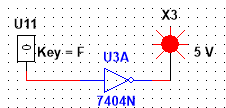 U11
X3
Key = F
U3A
5 V
7404N